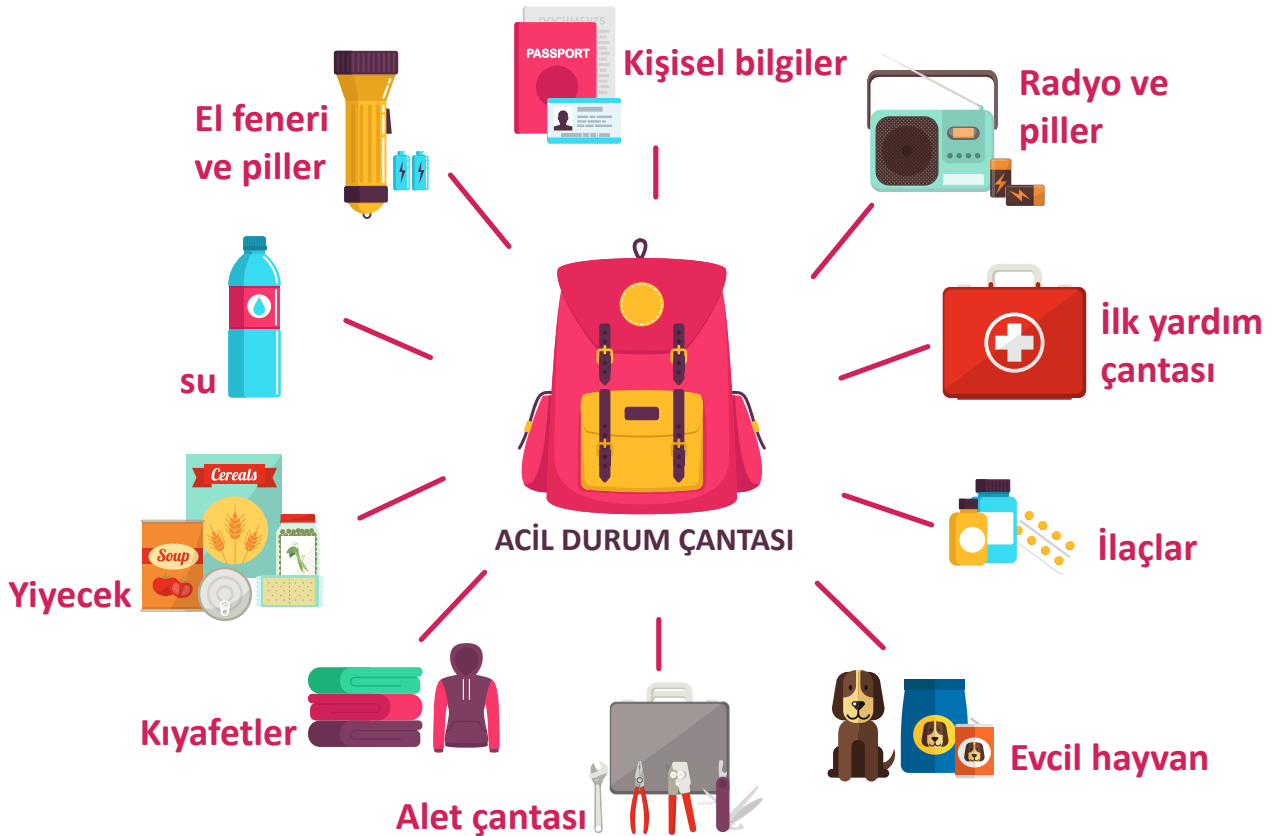 DOCUMENTS
PASSPORT
Kişisel bilgiler
Radyo ve
piller
El feneri
ve piller
İlk yardım
çantası
su
ACİL DURUM ÇANTASI
Cereals
Soup
Yiyecek
İlaçlar
Kıyafetler
Alet çantası
Evcil hayvan